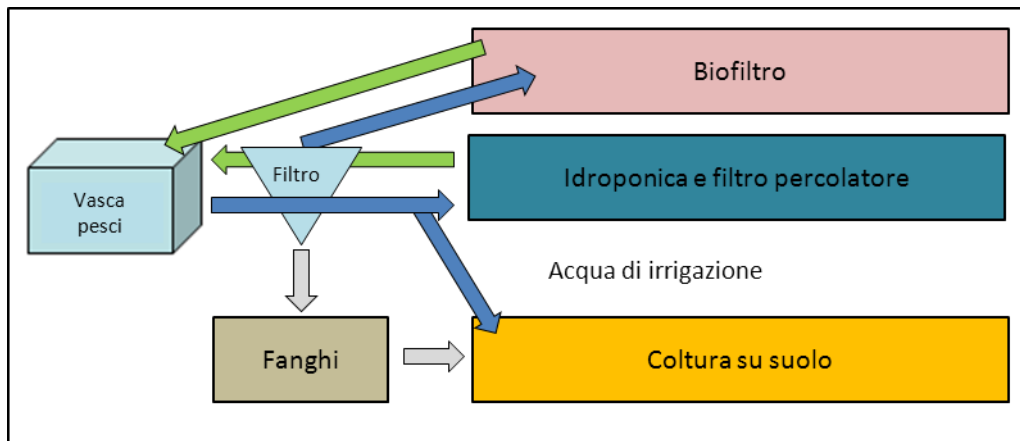 Biofiltro
Filtro
Idroponica e filtro percolatore
Vasca
pesci
Acqua di irrigazione
Fanghi
Coltura su suolo